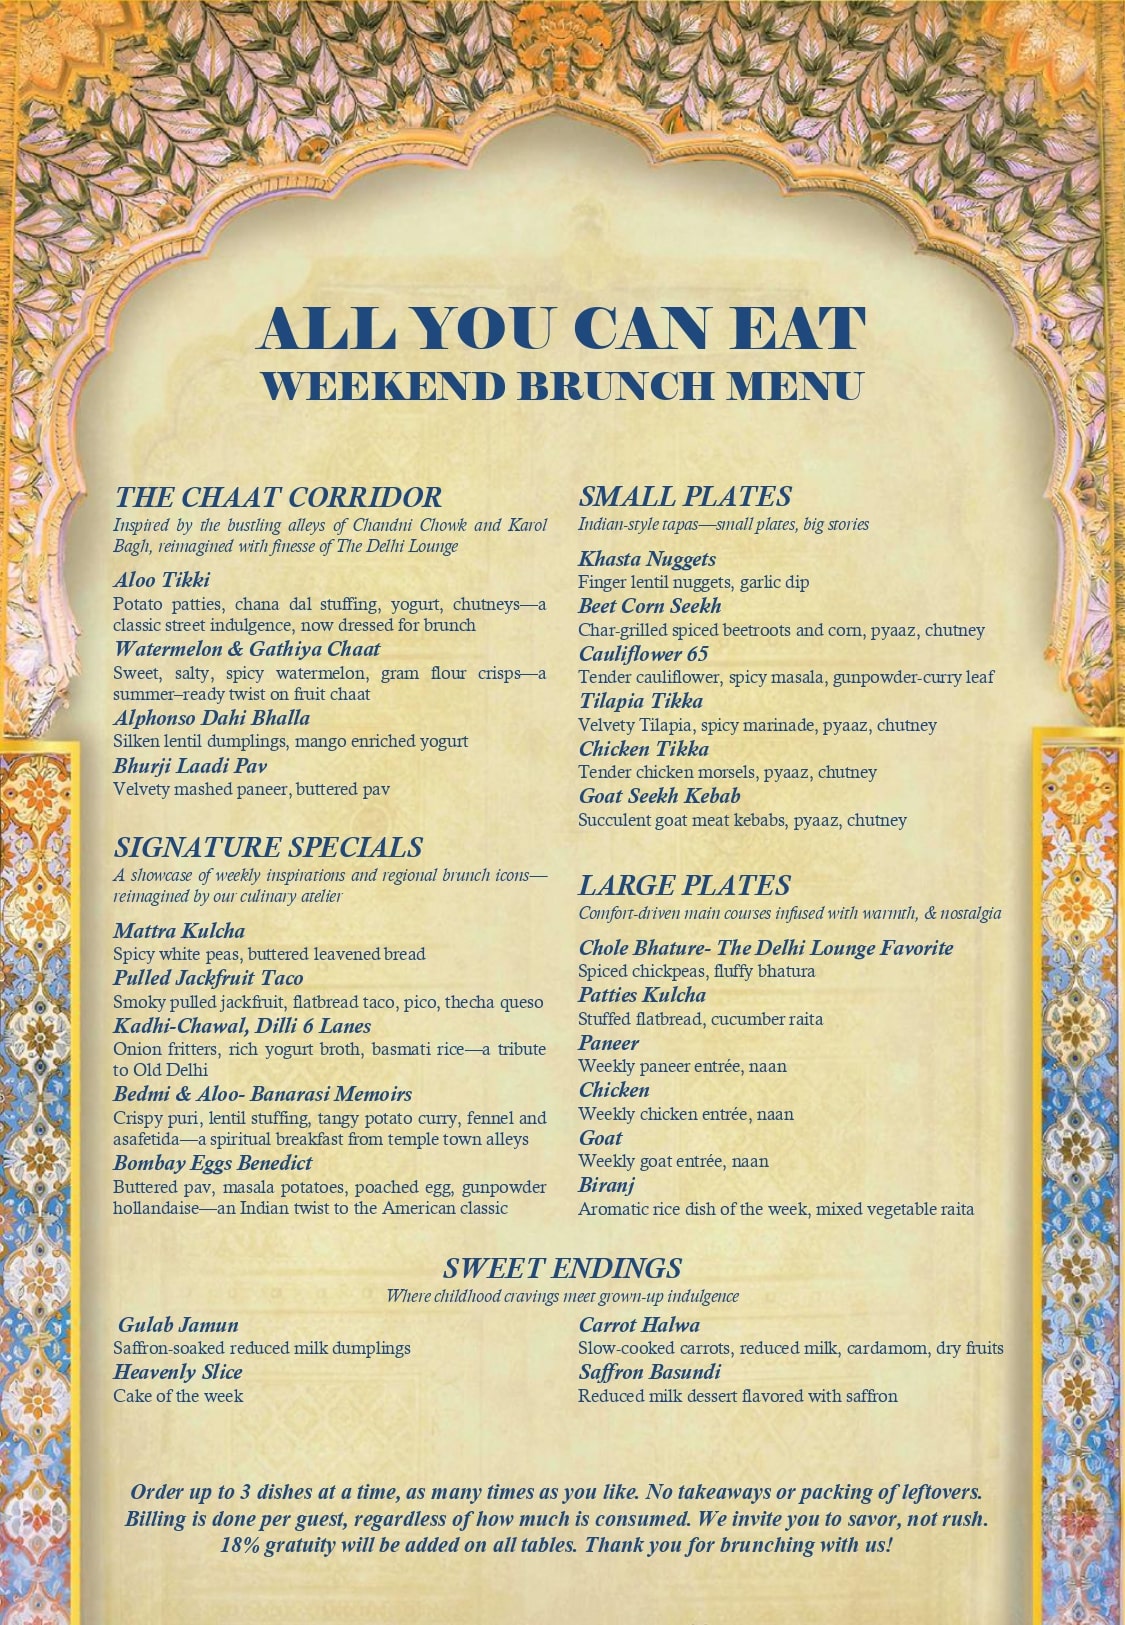 ALL YOU CAN EAT
WEEKEND BRUNCH MENU
THE CHAAT CORRIDOR
Inspired by the bustling alleys of Chandni Chowk and Karol
Bagh, reimagined with finesse of The Delhi Lounge
Aloo Tikki
Potato patties, chana dal stuffing, yogurt, chutneys—a
classic street indulgence, now dressed for brunch
Watermelon & Gathiya Chaat
Sweet, salty, spicy watermelon, gram flour crisps—a
summer–ready twist on fruit chaat
Alphonso Dahi Bhalla
Silken lentil dumplings, mango enriched yogurt
Bhurji Laadi Pav
Velvety mashed paneer, buttered pav
SIGNATURE SPECIALS
A showcase of weekly inspirations and regional brunch icons—
reimagined by our culinary atelier
Mattra Kulcha
Spicy white peas, buttered leavened bread
Pulled Jackfruit Taco
Smoky pulled jackfruit, flatbread taco, pico, thecha queso
Kadhi-Chawal, Dilli 6 Lanes
Onion fritters, rich yogurt broth, basmati rice—a tribute
to Old Delhi
Bedmi & Aloo- Banarasi Memoirs
Crispy puri, lentil stuffing, tangy potato curry, fennel and
asafetida—a spiritual breakfast from temple town alleys
Bombay Eggs Benedict
Buttered pav, masala potatoes, poached egg, gunpowder
hollandaise—an Indian twist to the American classic
SMALL PLATES
Indian-style tapas—small plates, big stories
Khasta Nuggets
Finger lentil nuggets, garlic dip
Beet Corn Seekh
Char-grilled spiced beetroots and corn, pyaaz, chutney
Cauliflower 65
Tender cauliflower, spicy masala, gunpowder-curry leaf
Tilapia Tikka
Velvety Tilapia, spicy marinade, pyaaz, chutney
Chicken Tikka
Tender chicken morsels, pyaaz, chutney
Goat Seekh Kebab
Succulent goat meat kebabs, pyaaz, chutney
LARGE PLATES
Comfort-driven main courses infused with warmth, & nostalgia
Chole Bhature- The Delhi Lounge Favorite
Spiced chickpeas, fluffy bhatura
Patties Kulcha
Stuffed flatbread, cucumber raita
Paneer
Weekly paneer entrée, naan
Chicken
Weekly chicken entrée, naan
Goat
Weekly goat entrée, naan
Biranj
Aromatic rice dish of the week, mixed vegetable raita
SWEET ENDINGS
Where childhood cravings meet grown-up indulgence
Gulab Jamun
Saffron-soaked reduced milk dumplings
Heavenly Slice
Cake of the week
Carrot Halwa
Slow-cooked carrots, reduced milk, cardamom, dry fruits
Saffron Basundi
Reduced milk dessert flavored with saffron
Order up to 3 dishes at a time, as many times as you like. No takeaways or packing of leftovers.
Billing is done per guest, regardless of how much is consumed. We invite you to savor, not rush.
18% gratuity will be added on all tables. Thank you for brunching with us!